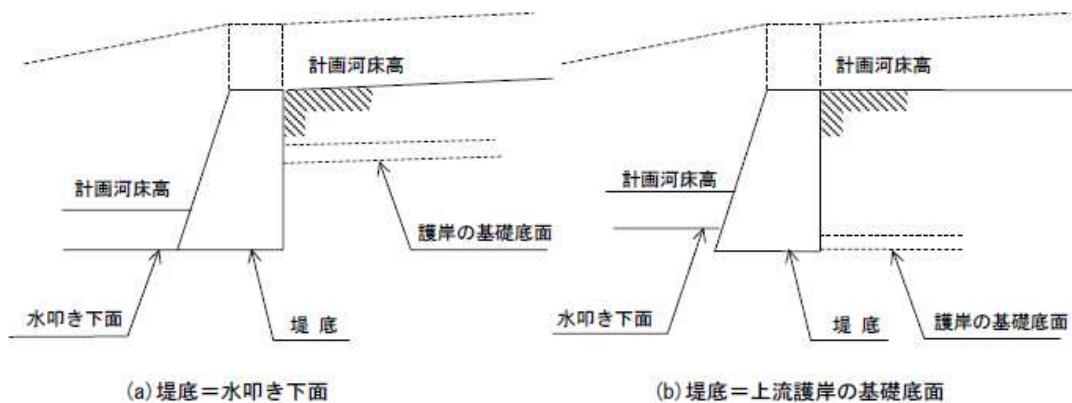 計画河床高
計画河床高
護岸の基礎底面
水叩き下面
堤 底
(a)堤底＝水叩き下面
計画河床高
計画河床高
水叩き下面
堤 底
護岸の基礎底面
(b)堤底＝上流護岸の基礎底面